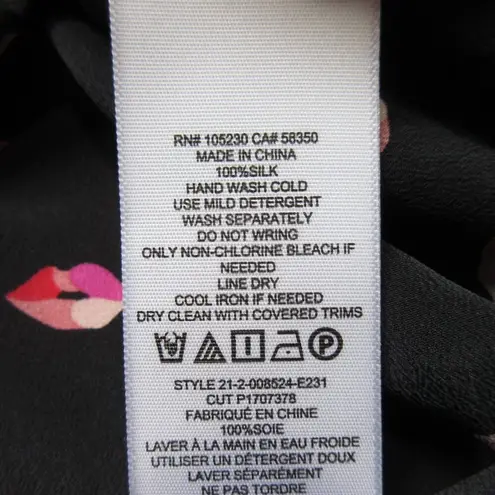 RN# 105230 CA# 58350
MADE IN CHINA
100%SILK
HAND WASH COLD
USE MILD DETERGENT
WASH SEPARATELY
DO NOT WRING
ONLY NON-CHLORINE BLEACH IF
NEEDED
LINE DRY
COOL IRON IF NEEDED
DRY CLEAN WITH COVERED TRIMS
P
STYLE 21-2-008524-E231
CUT P1707378
FABRIQUÉ EN CHINE
100%SOIE
LAVER À LA MAIN EN EAU FROIDE
UTILISER UN DÉTERGENT DOUX
LAVER SÉPARÉMENT
NE PAS TORDRE